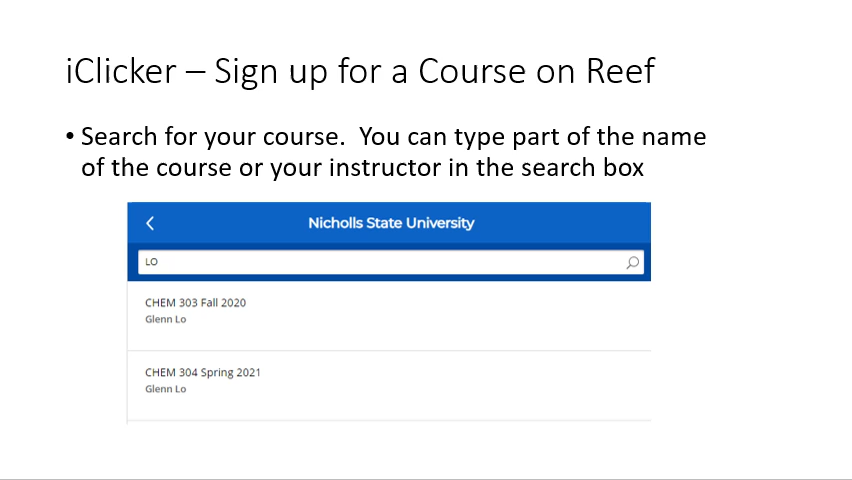 iClicker – Sign up for a Course on Reef
• Search for your course.  You can type part of the name
of the course or your instructor in the search box
Nicholls State University
LO
CHEM 303 Fall 2020
Glenn Lo
CHEM 304 Spring 2021
Glenn Lo